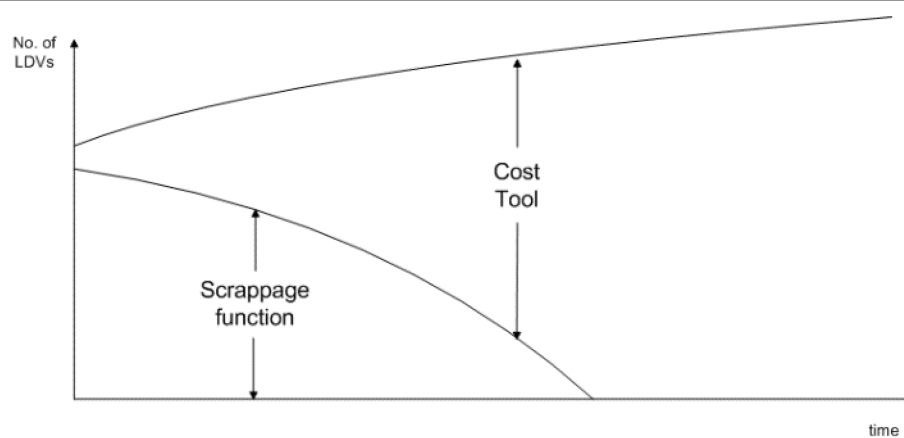 No. of
LDVs
Cost
Tool
Scrappage
function
time